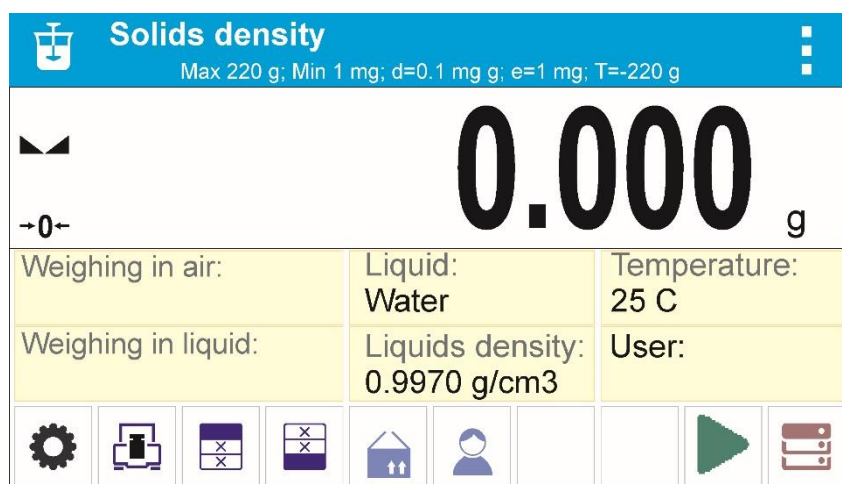 Solids density
Max 220 g; Min 1 mg; d=0.1 mg g; e=1 mg; T=-220 g
0.000 g
→0←
Weighing in air:
Liquid:
Water
Temperature:
25 C
Weighing in liquid:
Liquids density:
0.9970 g/cm3
User: